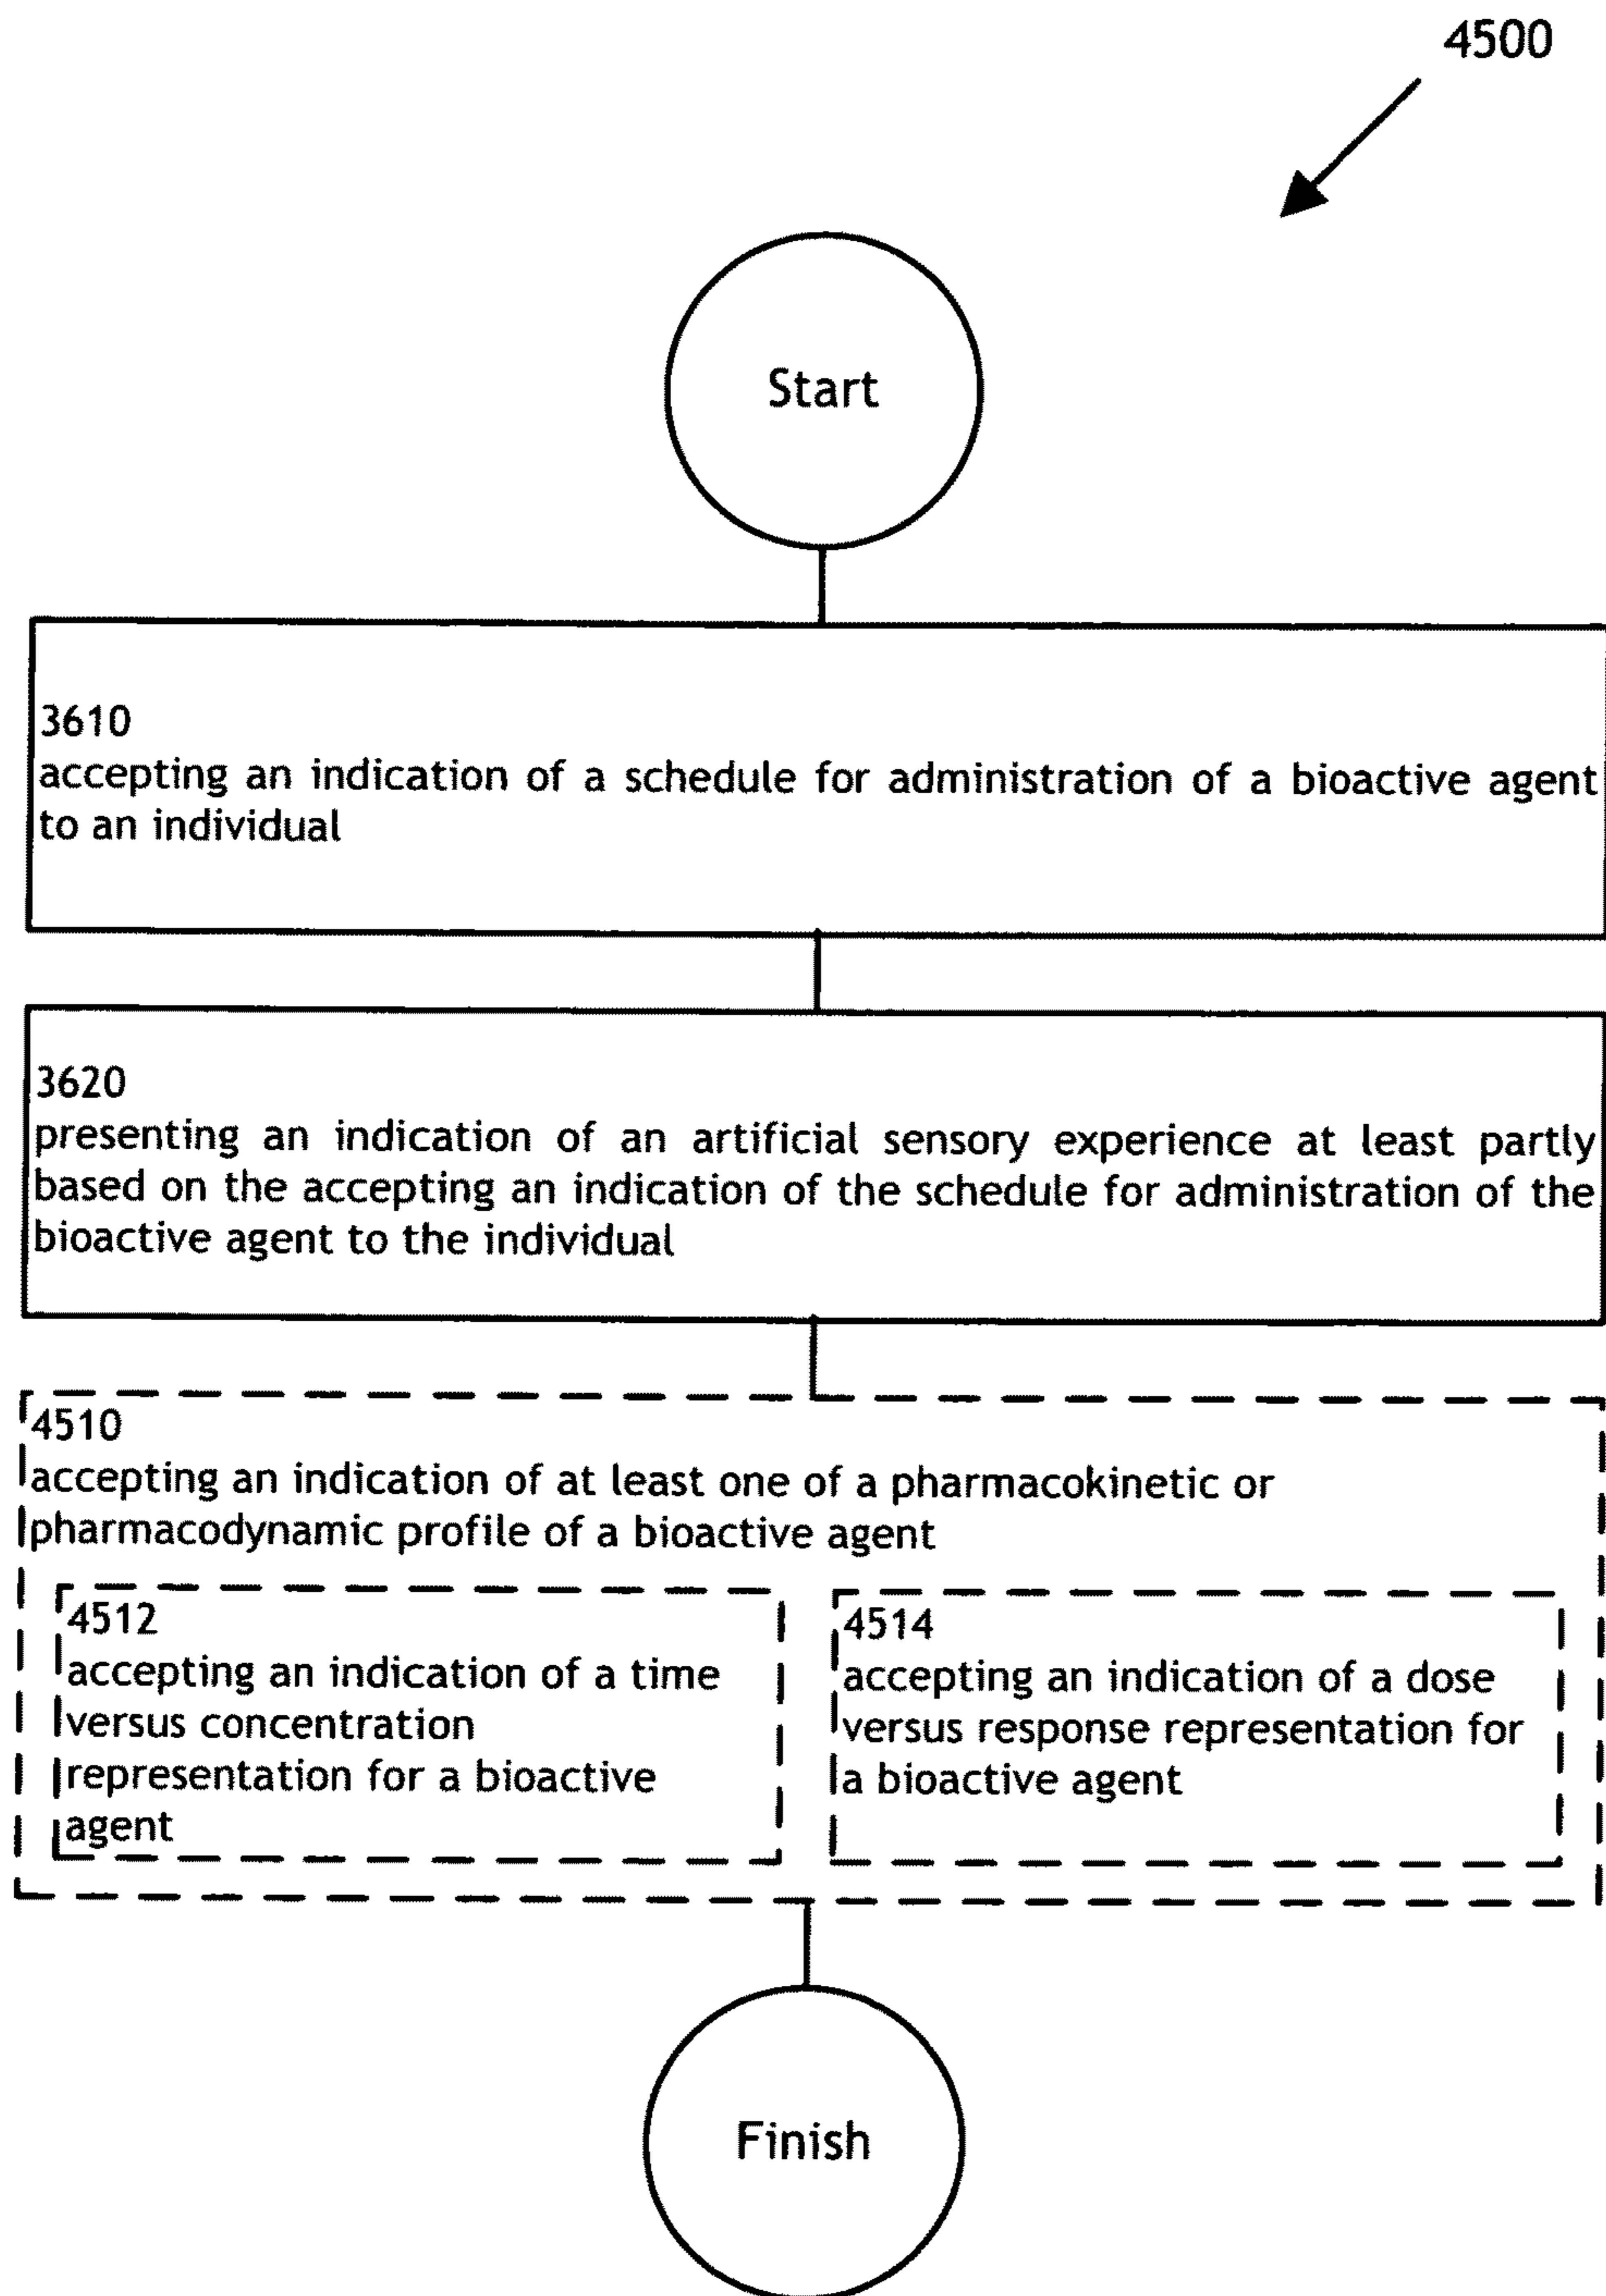 4500
Start
3610
accepting an indication of a schedule for administration of a bioactive agent
to an individual
3620
presenting an indication of an artificial sensory experience at least partly
based on the accepting an indication of the schedule for administration of the
bioactive agent to the individual
4510
accepting an indication of at least one of a pharmacokinetic or
pharmacodynamic profile of a bioactive agent
4512
accepting an indication of a time
versus concentration
representation for a bioactive
agent
4514
accepting an indication of a dose
versus response representation for
a bioactive agent
Finish